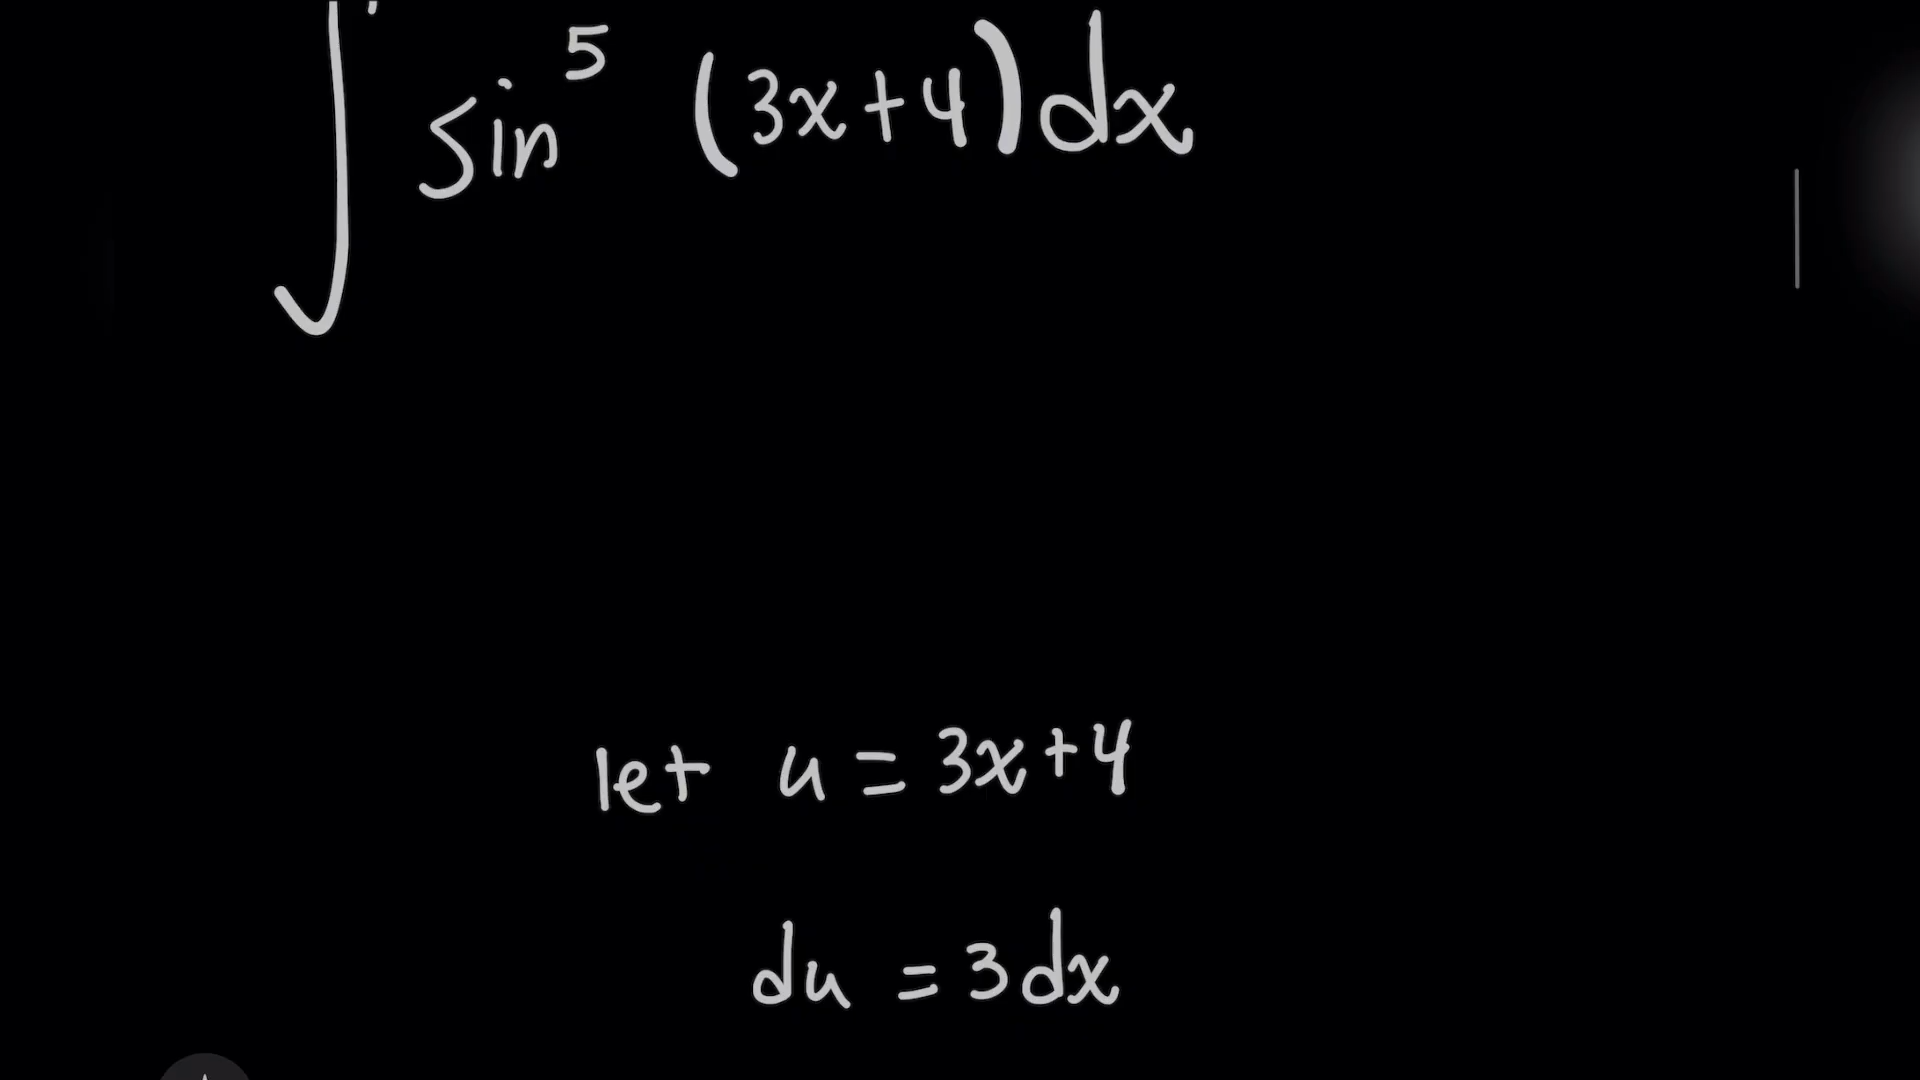 ∫ sin⁵ (3x+4) dx
let u = 3x+4
du = 3dx